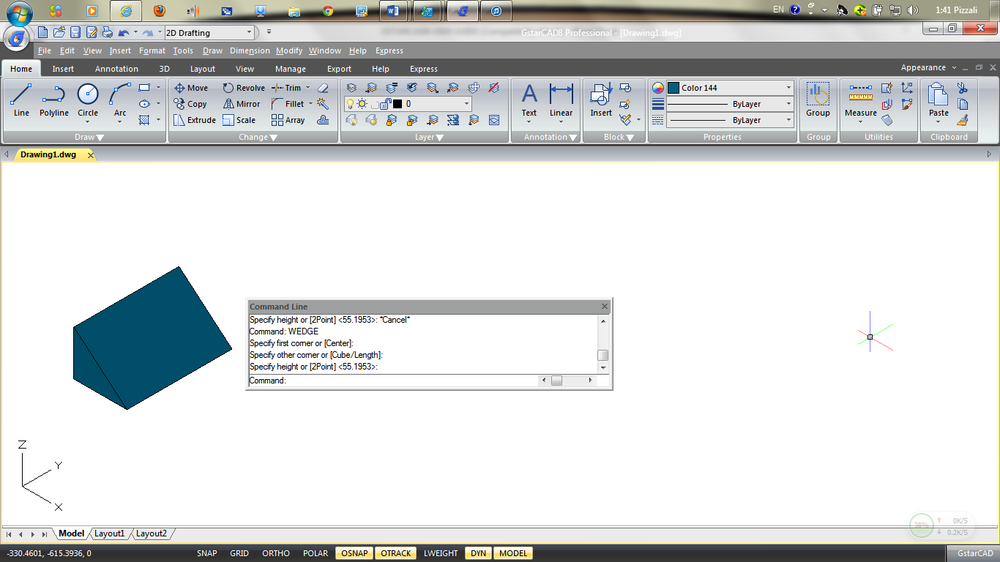 EN 1:41 Pizzali
2D Drafting GstarCAD8 Professional - [Drawing1.dwg]
File Edit View Insert Format Tools Draw Dimension Modify Window Help Express
Home Insert Annotation 3D Layout View Manage Export Help Express Appearance
Move Revolve Trim Color 144
Copy Mirror Fillet 0 ByLayer
Line Polyline Circle Arc Text Linear Insert Group Measure Paste
Extrude Scale Array ByLayer
Draw Change Layer Annotation Block Properties Group Utilities Clipboard
Drawing1.dwg
Command Line
Specify height or [2Point] <55.1953>: *Cancel*
Command: WEDGE
Specify first corner or [Center]:
Specify other corner or [Cube/Length]:
Specify height or [2Point] <55.1953>:
Command:
Z
Y
X
38% 0K/S
0.2K/S
Model Layout1 Layout2
-330.4601, -615.3936, 0 SNAP GRID ORTHO POLAR OSNAP OTRACK LWEIGHT DYN MODEL GstarCAD